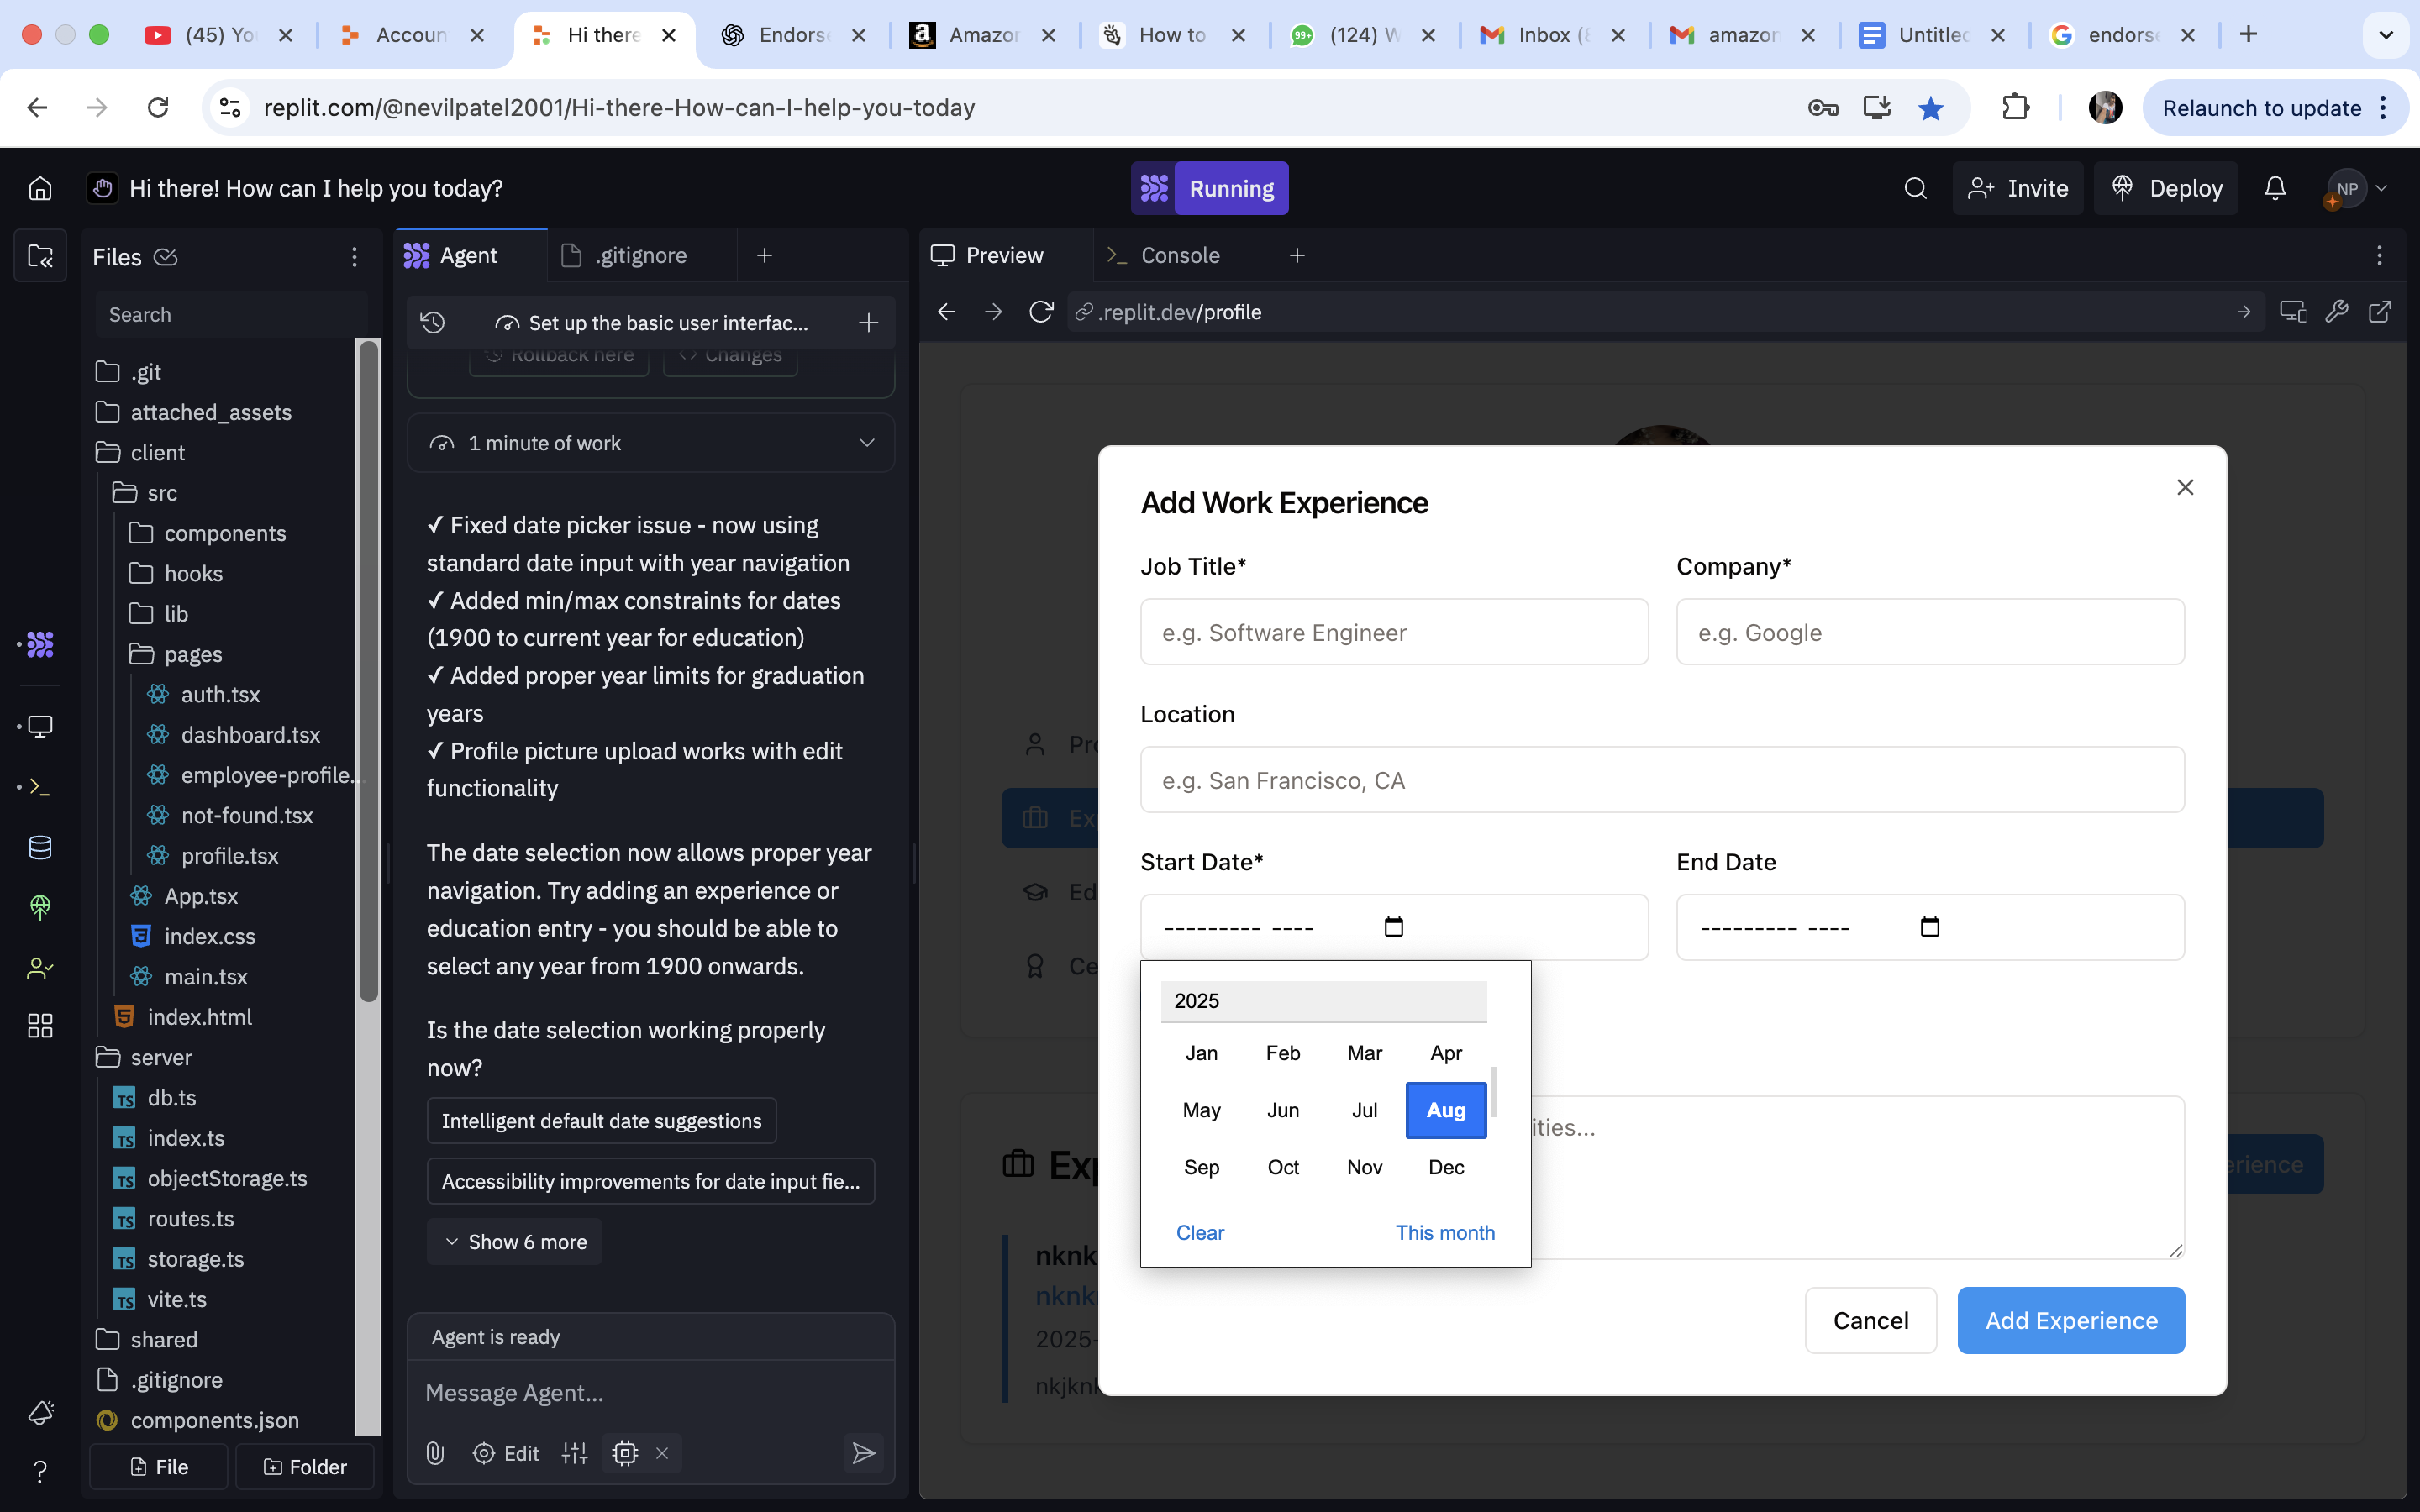 (45) Yo
Accoun
Hi there
Endorse
Amazon
How to
(124) W
Inbox (8
amazon
Untitled
endorse
replit.com/@nevilpatel2001/Hi-there-How-can-I-help-you-today
Relaunch to update
Hi there! How can I help you today?
Running
Invite
Deploy
NP
Files
Agent
.gitignore
Preview
Console
Search
Set up the basic user interfac...
.replit.dev/profile
.git
attached_assets
client
src
components
hooks
lib
pages
auth.tsx
dashboard.tsx
employee-profile...
not-found.tsx
profile.tsx
App.tsx
index.css
main.tsx
index.html
server
db.ts
index.ts
objectStorage.ts
routes.ts
storage.ts
vite.ts
shared
.gitignore
components.json
File
Folder
Rollback here
Changes
1 minute of work
✓ Fixed date picker issue - now using
standard date input with year navigation
✓ Added min/max constraints for dates
(1900 to current year for education)
✓ Added proper year limits for graduation
years
✓ Profile picture upload works with edit
functionality
The date selection now allows proper year
navigation. Try adding an experience or
education entry - you should be able to
select any year from 1900 onwards.
Is the date selection working properly
now?
Intelligent default date suggestions
Accessibility improvements for date input fie...
Show 6 more
Agent is ready
Message Agent...
Edit
Add Work Experience
Job Title*
Company*
e.g. Software Engineer
e.g. Google
Location
e.g. San Francisco, CA
Start Date*
End Date
--------- ----
--------- ----
2025
Jan Feb Mar Apr
May Jun Jul Aug
Sep Oct Nov Dec
Clear
This month
ities...
Cancel
Add Experience
Pro
Exp
Ed
Ce
Exp
erience
nknk
nknk
2025-
nkjkn